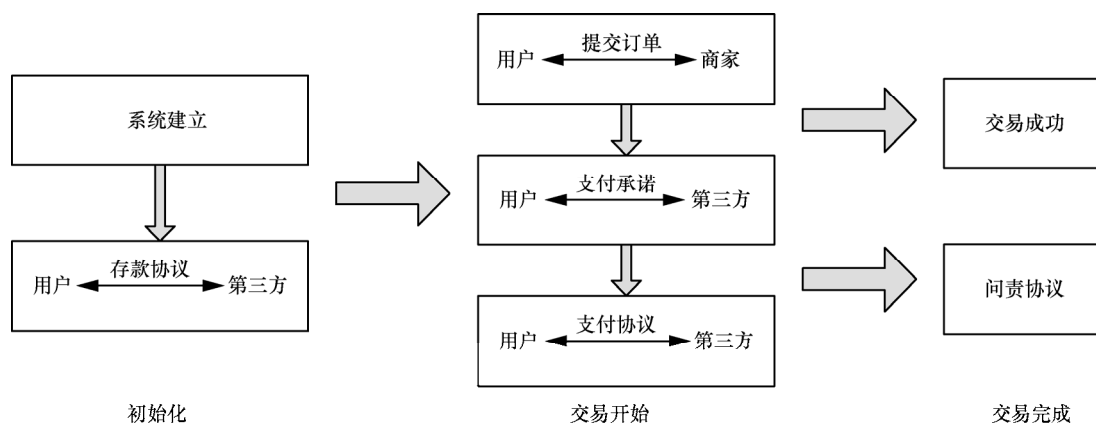 系统建立
用户 存款协议 第三方
初始化
用户 提交订单 商家
用户 支付承诺 第三方
用户 支付协议 第三方
交易开始
交易成功
问责协议
交易完成